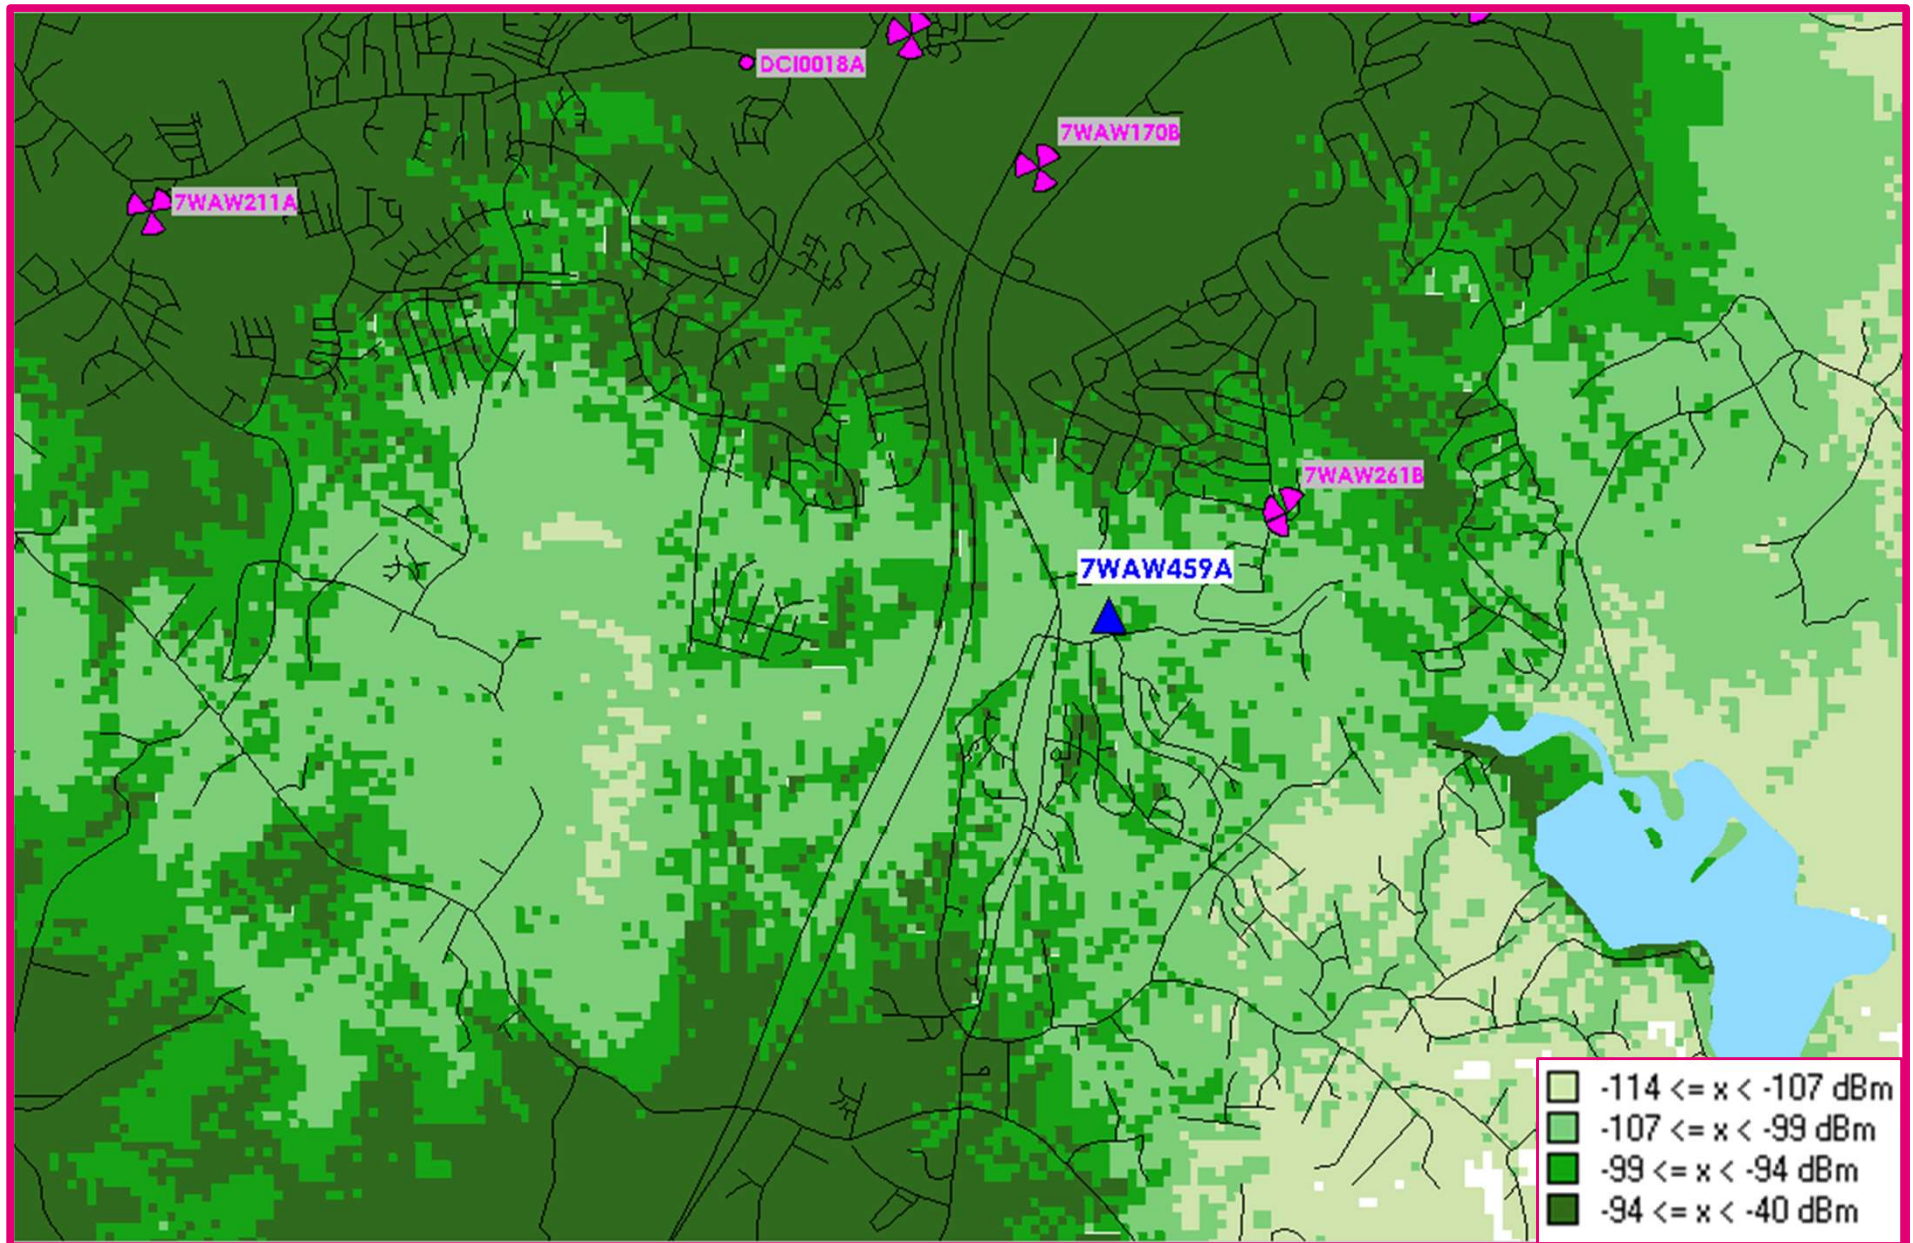 DCI0018A
7WAW170B
7WAW211A
7WAW261B
7WAW459A
-114 <= x < -107 dBm
-107 <= x < -99 dBm
-99 <= x < -94 dBm
-94 <= x < -40 dBm